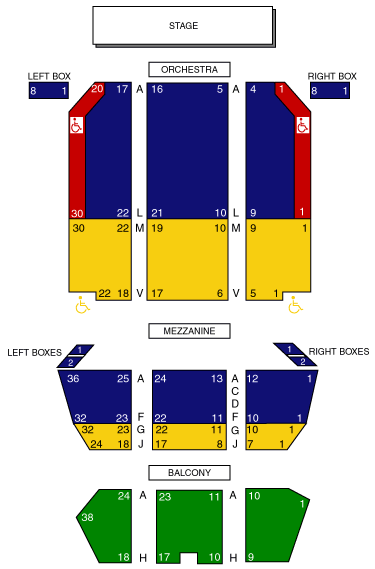 STAGE
ORCHESTRA
LEFT BOX
RIGHT BOX
8 1
20 17 A 16 5 A 4 1
8 1
30 22 L 21 10 L 9 1
30 22 M 19 10 M 9 1
22 18 V 17 6 V 5 1
MEZZANINE
LEFT BOXES 1
2
1 RIGHT BOXES
2
36 25 A 24 13 A 12 1
C
D
32 23 F 22 11 F 10 1
32 23 G 22 11 G 10 1
24 18 J 17 8 J 7 1
BALCONY
24 A 23 11 A 10 1
38
18 H 17 10 H 9